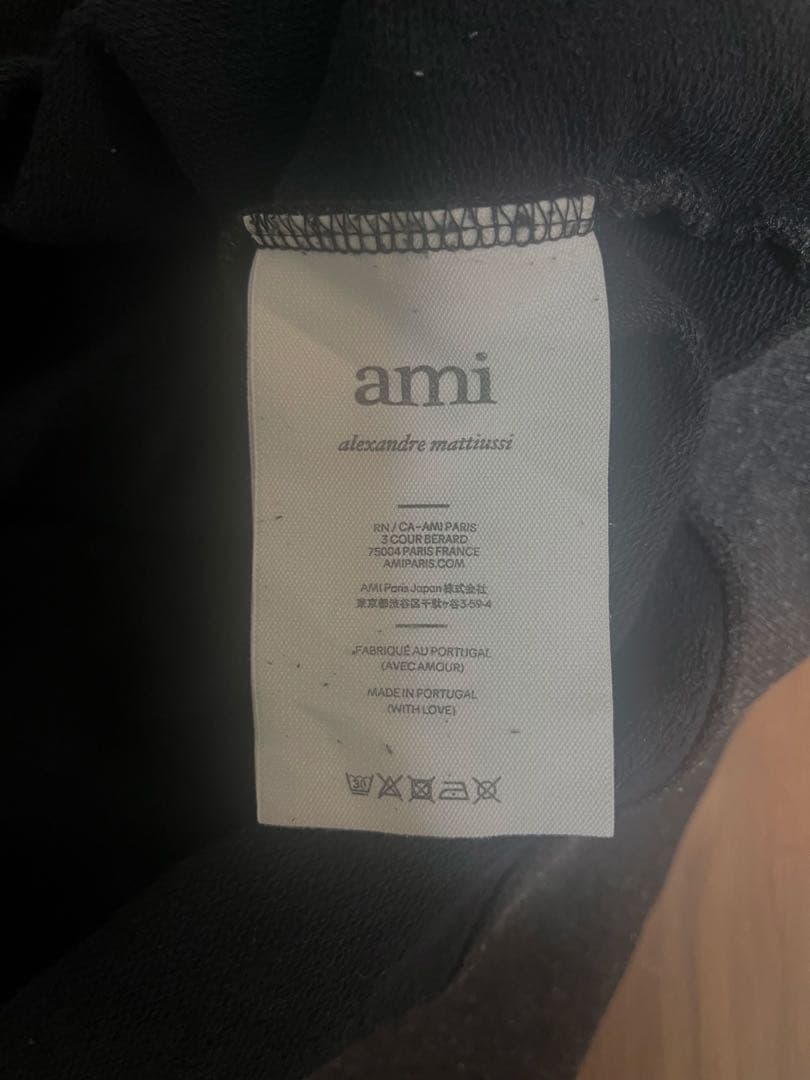 ami
alexandre mattiussi
RN / CA-AMI PARIS
3 COUR BERARD
75004 PARIS FRANCE
AMIPARIS.COM
AMI Paris Japan 株式会社
東京都渋谷区千駄ヶ谷3-59-4
FABRIQUÉ AU PORTUGAL
(AVEC AMOUR)
MADE IN PORTUGAL
(WITH LOVE)
30